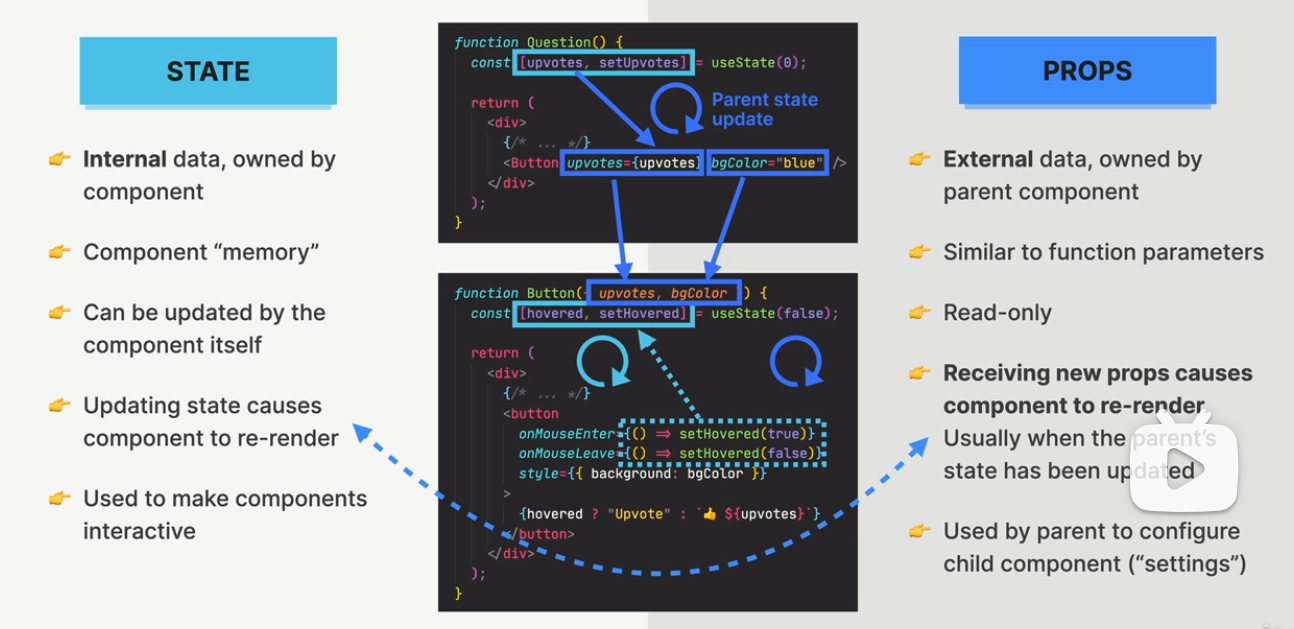 STATE
👉 Internal data, owned by
component
👉 Component “memory”
👉 Can be updated by the
component itself
👉 Updating state causes
component to re-render
👉 Used to make components
interactive
function Question() {
const [upvotes, setUpvotes] = useState(0);
return (
<div>
{/* ... */}
<Button upvotes={upvotes} bgColor="blue" />
</div>
);
}
Parent state
update
function Button({ upvotes, bgColor }) {
const [hovered, setHovered] = useState(false);
return (
<div>
{/* ... */}
<button
onMouseEnter={() => setHovered(true)}
onMouseLeave={() => setHovered(false)}
style={{ background: bgColor }}
>
{hovered ? "Upvote" : `👍 ${upvotes}`}
</button>
</div>
);
}
PROPS
👉 External data, owned by
parent component
👉 Similar to function parameters
👉 Read-only
👉 Receiving new props causes
component to re-render
Usually when the parent’s
state has been updated
👉 Used by parent to configure
child component (“settings”)